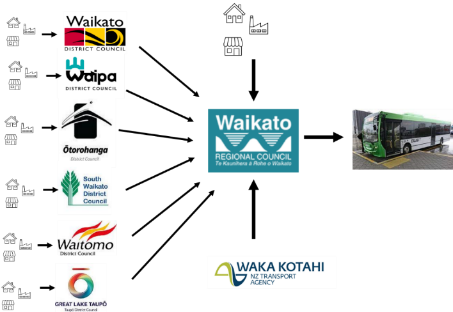 Waikato
DISTRICT COUNCIL
Waipa
DISTRICT COUNCIL
Ōtorohanga
District Council
South
Waikato
District
Council
Waitomo
District Council
GREAT LAKE TAUPŌ
Taupō District Council
Waikato
REGIONAL COUNCIL
Te Kaunihera ā Rohe o Waikato
WAKA KOTAHI
NZ TRANSPORT
AGENCY